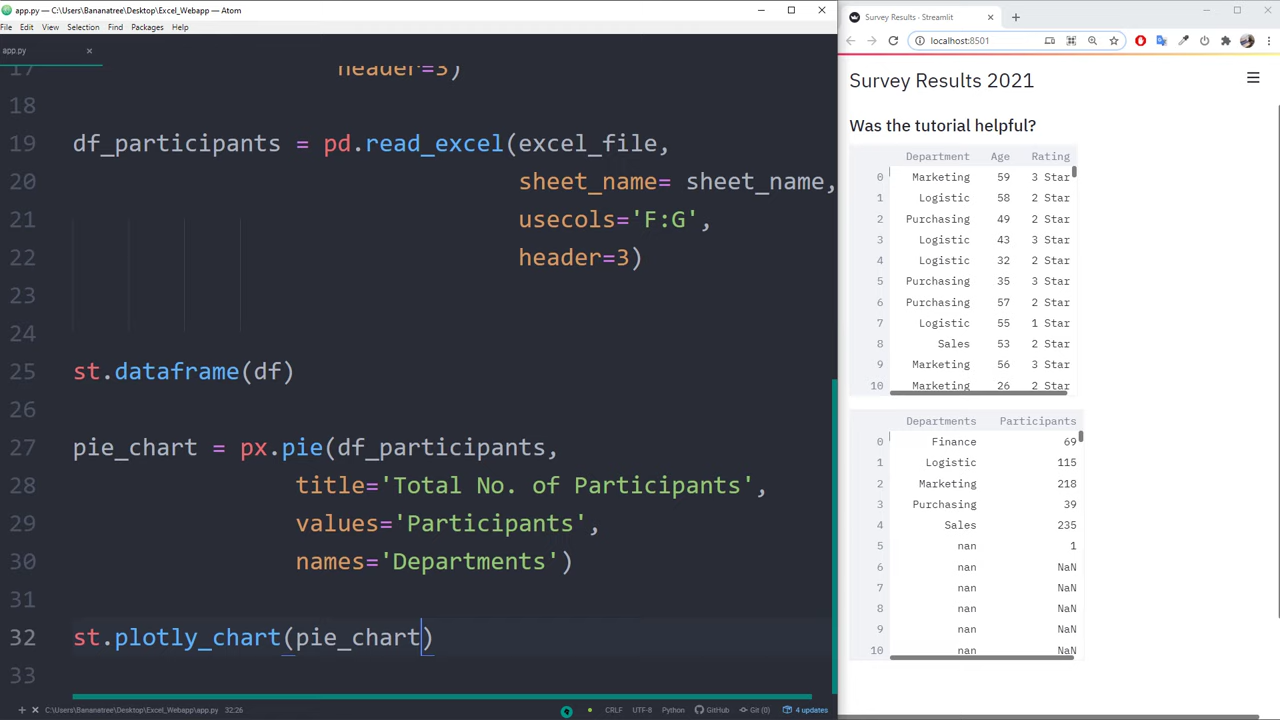 app.py — C:\Users\Bananatree\Desktop\Excel_Webapp — Atom
File Edit View Selection Find Packages Help
app.py
17 header=3)
18
19 df_participants = pd.read_excel(excel_file,
20 sheet_name= sheet_name,
21 usecols='F:G',
22 header=3)
23
24
25 st.dataframe(df)
26
27 pie_chart = px.pie(df_participants,
28 title='Total No. of Participants',
29 values='Participants',
30 names='Departments')
31
32 st.plotly_chart(pie_chart)
33
C:\Users\Bananatree\Desktop\Excel_Webapp\app.py 32:26 CRLF UTF-8 Python GitHub Git (0) 4 updates
Survey Results - Streamlit
localhost:8501
Survey Results 2021
Was the tutorial helpful?
Department Age Rating
0 Marketing 59 3 Star
1 Logistic 58 2 Star
2 Purchasing 49 2 Star
3 Logistic 43 3 Star
4 Logistic 32 2 Star
5 Purchasing 35 3 Star
6 Purchasing 57 2 Star
7 Logistic 55 1 Star
8 Sales 53 2 Star
9 Marketing 56 3 Star
10 Marketing 26 2 Star
Departments Participants
0 Finance 69
1 Logistic 115
2 Marketing 218
3 Purchasing 39
4 Sales 235
5 nan 1
6 nan NaN
7 nan NaN
8 nan NaN
9 nan NaN
10 nan NaN